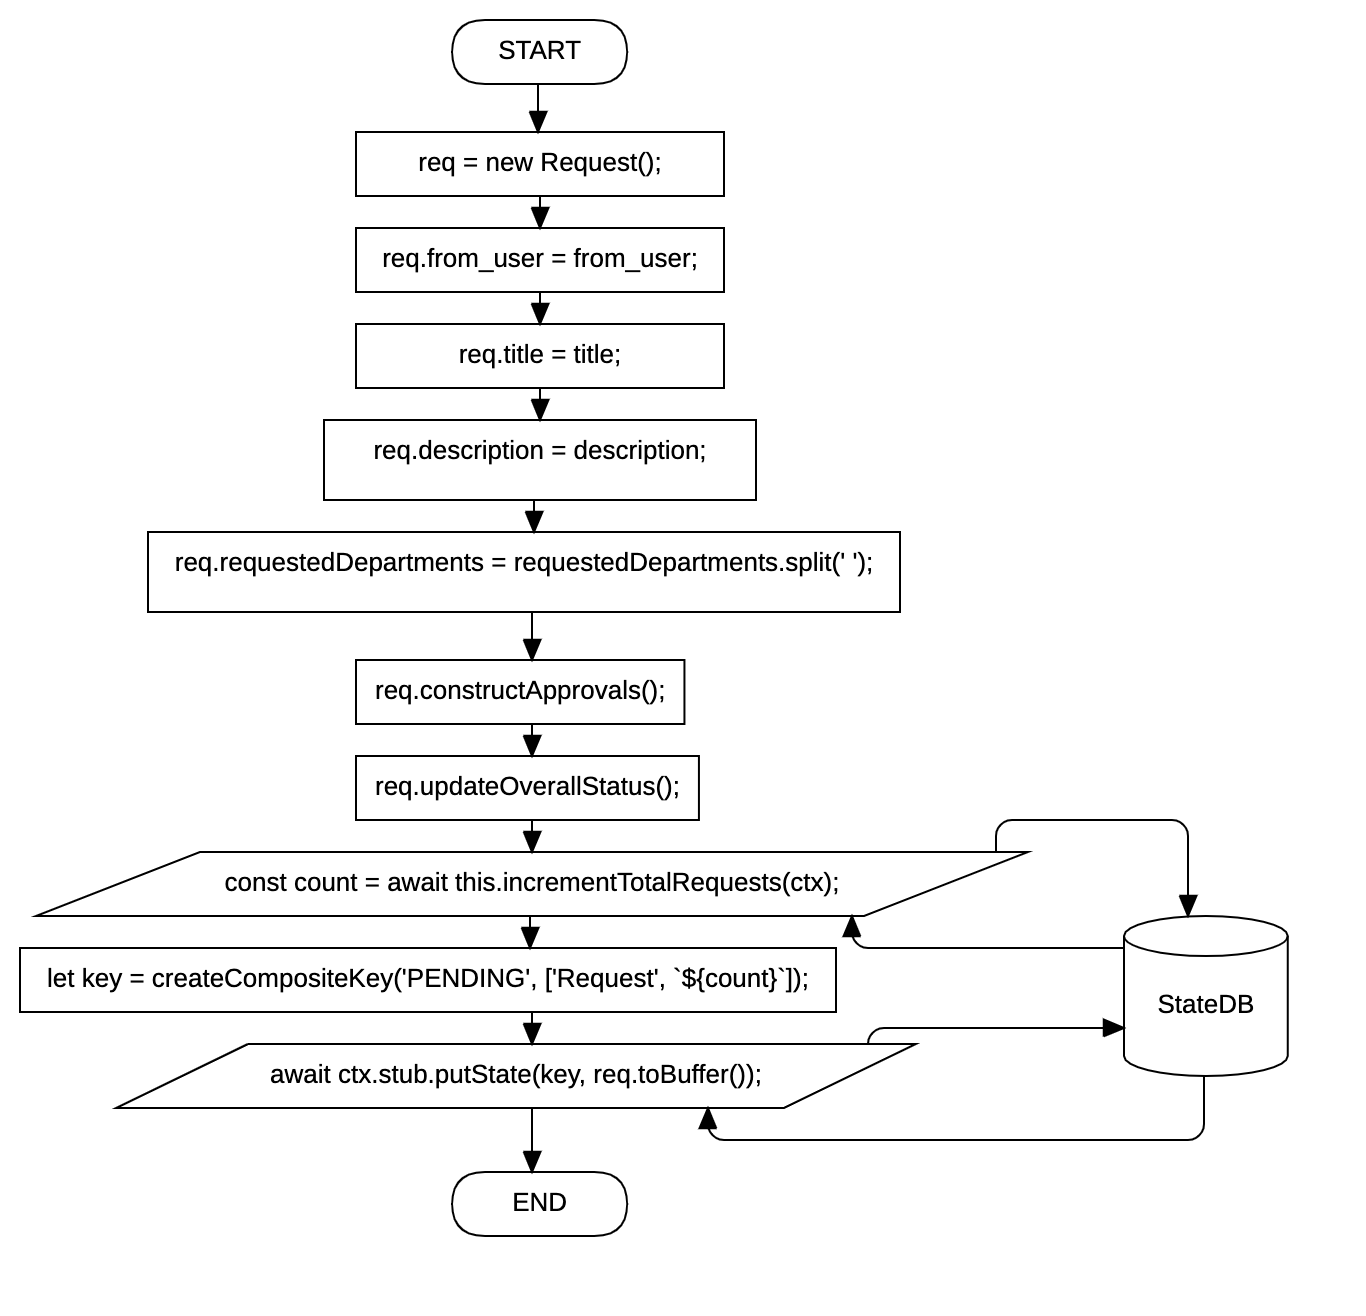 START
req = new Request();
req.from_user = from_user;
req.title = title;
req.description = description;
req.requestedDepartments = requestedDepartments.split(' ');
req.constructApprovals();
req.updateOverallStatus();
const count = await this.incrementTotalRequests(ctx);
let key = createCompositeKey('PENDING', ['Request', `${count}`]);
StateDB
await ctx.stub.putState(key, req.toBuffer());
END